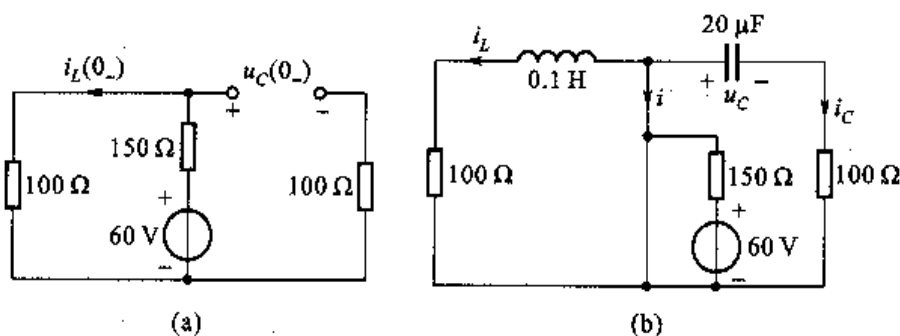 i_L(0_-)
u_C(0_-)
+
−
150 Ω
100 Ω
100 Ω
+
60 V
−
(a)
20 μF
i_L
0.1 H
+
−
u_C
i
i_C
100 Ω
150 Ω
100 Ω
+
60 V
−
(b)